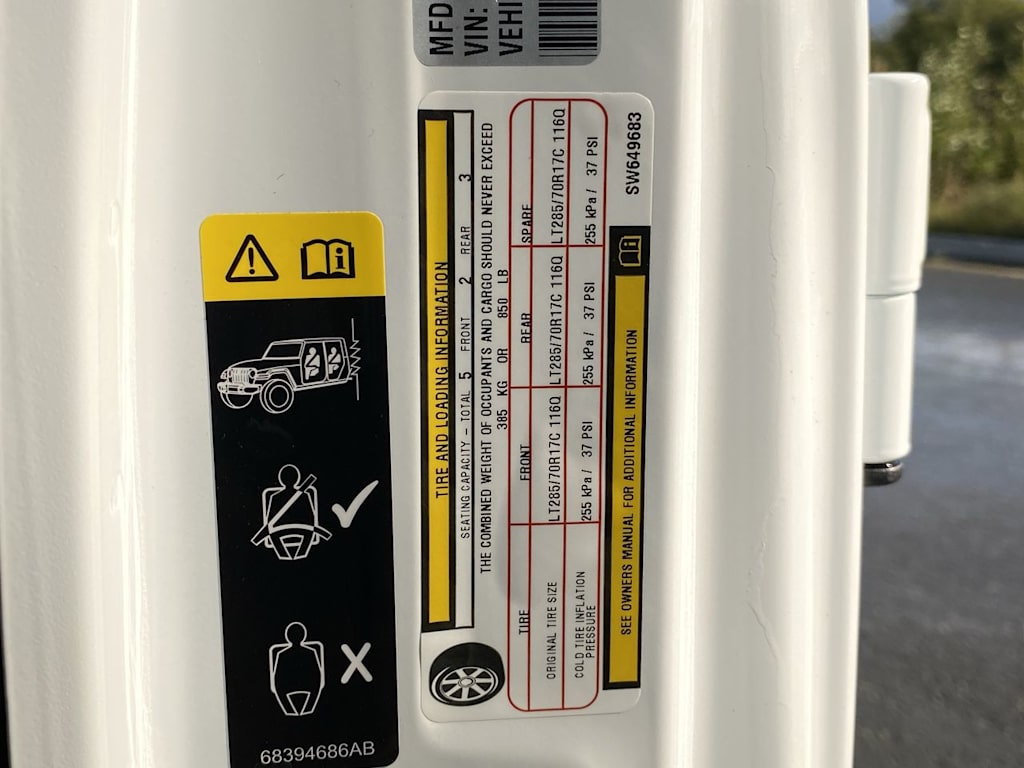 MFD
VIN:
VEHI
TIRE AND LOADING INFORMATION
SEATING CAPACITY – TOTAL 5 FRONT 2 REAR 3
THE COMBINED WEIGHT OF OCCUPANTS AND CARGO SHOULD NEVER EXCEED
385 KG OR 850 LB
TIRE FRONT REAR SPARE
ORIGINAL TIRE SIZE LT285/70R17C 116Q LT285/70R17C 116Q LT285/70R17C 116Q
COLD TIRE INFLATION
PRESSURE 255 kPa / 37 PSI 255 kPa / 37 PSI 255 kPa / 37 PSI
SEE OWNERS MANUAL FOR ADDITIONAL INFORMATION
SW649683
68394686AB